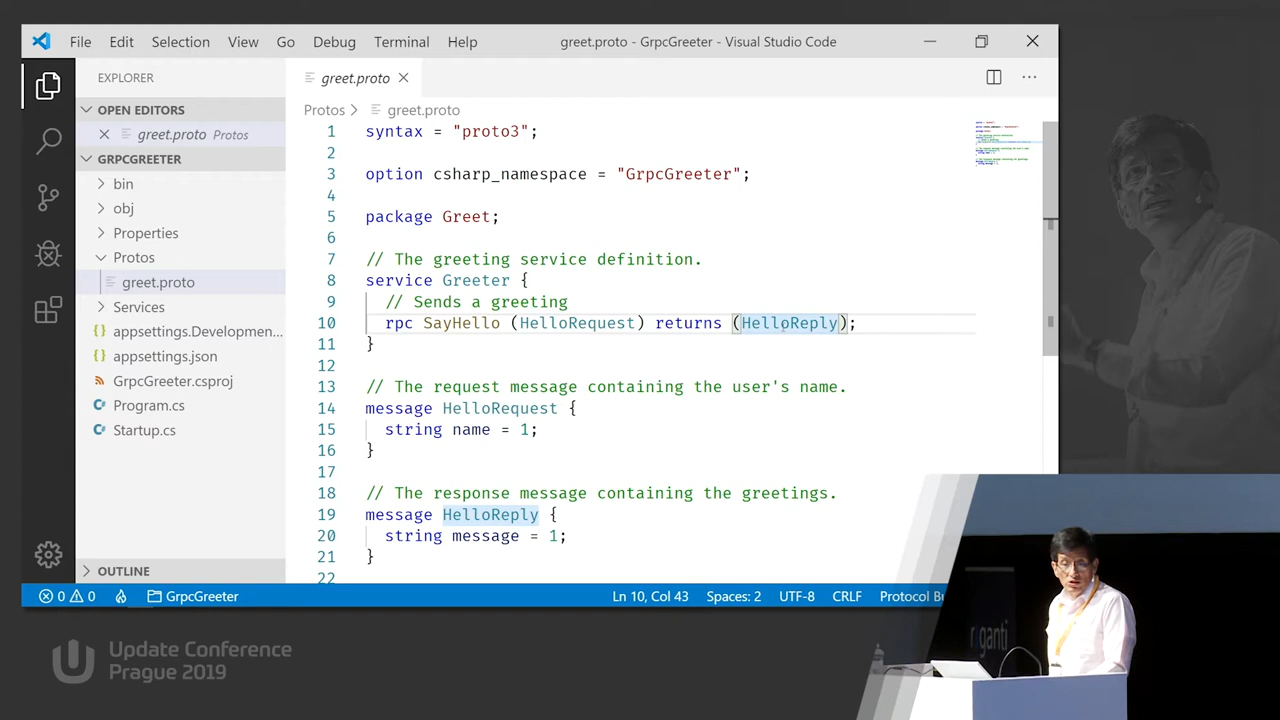 File Edit Selection View Go Debug Terminal Help greet.proto - GrpcGreeter - Visual Studio Code
EXPLORER
OPEN EDITORS
greet.proto Protos
GRPCGREETER
bin
obj
Properties
Protos
greet.proto
Services
appsettings.Developmen...
appsettings.json
GrpcGreeter.csproj
Program.cs
Startup.cs
OUTLINE
greet.proto
Protos > greet.proto
1 syntax = "proto3";
2
3 option csharp_namespace = "GrpcGreeter";
4
5 package Greet;
6
7 // The greeting service definition.
8 service Greeter {
9 // Sends a greeting
10 rpc SayHello (HelloRequest) returns (HelloReply);
11 }
12
13 // The request message containing the user's name.
14 message HelloRequest {
15 string name = 1;
16 }
17
18 // The response message containing the greetings.
19 message HelloReply {
20 string message = 1;
21 }
22
0 0 GrpcGreeter Ln 10, Col 43 Spaces: 2 UTF-8 CRLF Protocol Bu
Update Conference
Prague 2019